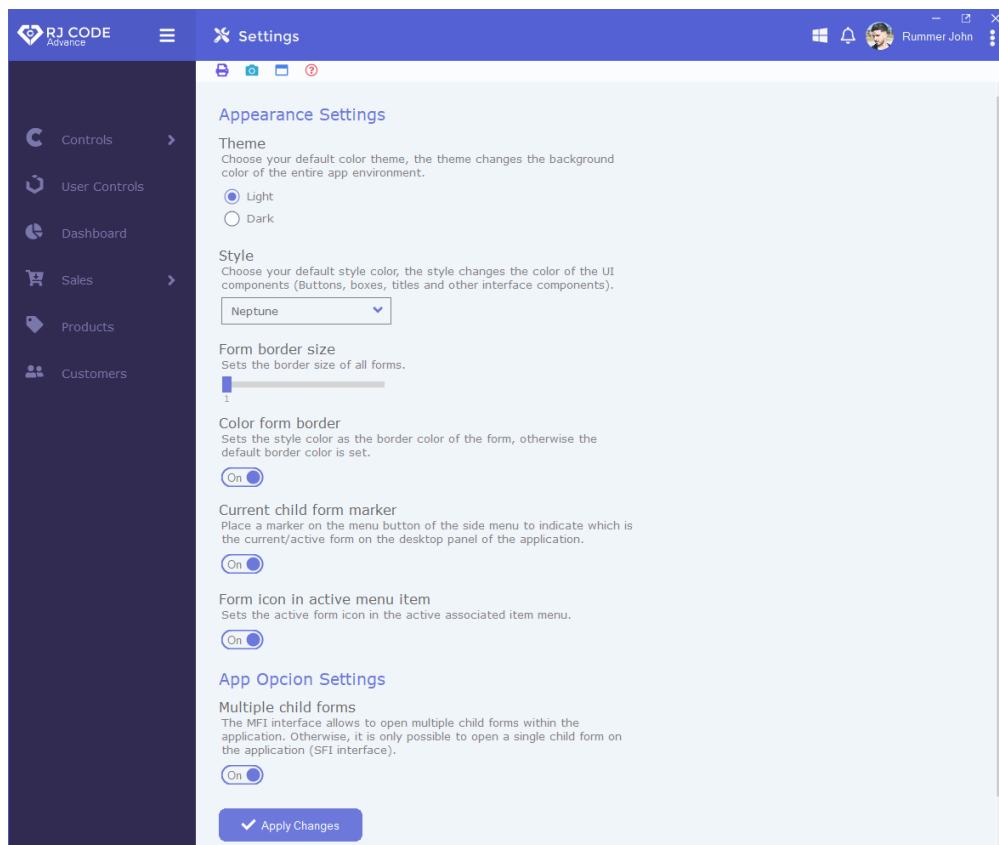 RJ CODE
Advance
Settings
Rummer John
Controls
User Controls
Dashboard
Sales
Products
Customers
Appearance Settings
Theme
Choose your default color theme, the theme changes the background
color of the entire app environment.
Light
Dark
Style
Choose your default style color, the style changes the color of the UI
components (Buttons, boxes, titles and other interface components).
Neptune
Form border size
Sets the border size of all forms.
1
Color form border
Sets the style color as the border color of the form, otherwise the
default border color is set.
On
Current child form marker
Place a marker on the menu button of the side menu to indicate which is
the current/active form on the desktop panel of the application.
On
Form icon in active menu item
Sets the active form icon in the active associated item menu.
On
App Opcion Settings
Multiple child forms
The MFI interface allows to open multiple child forms within the
application. Otherwise, it is only possible to open a single child form on
the application (SFI interface).
On
Apply Changes